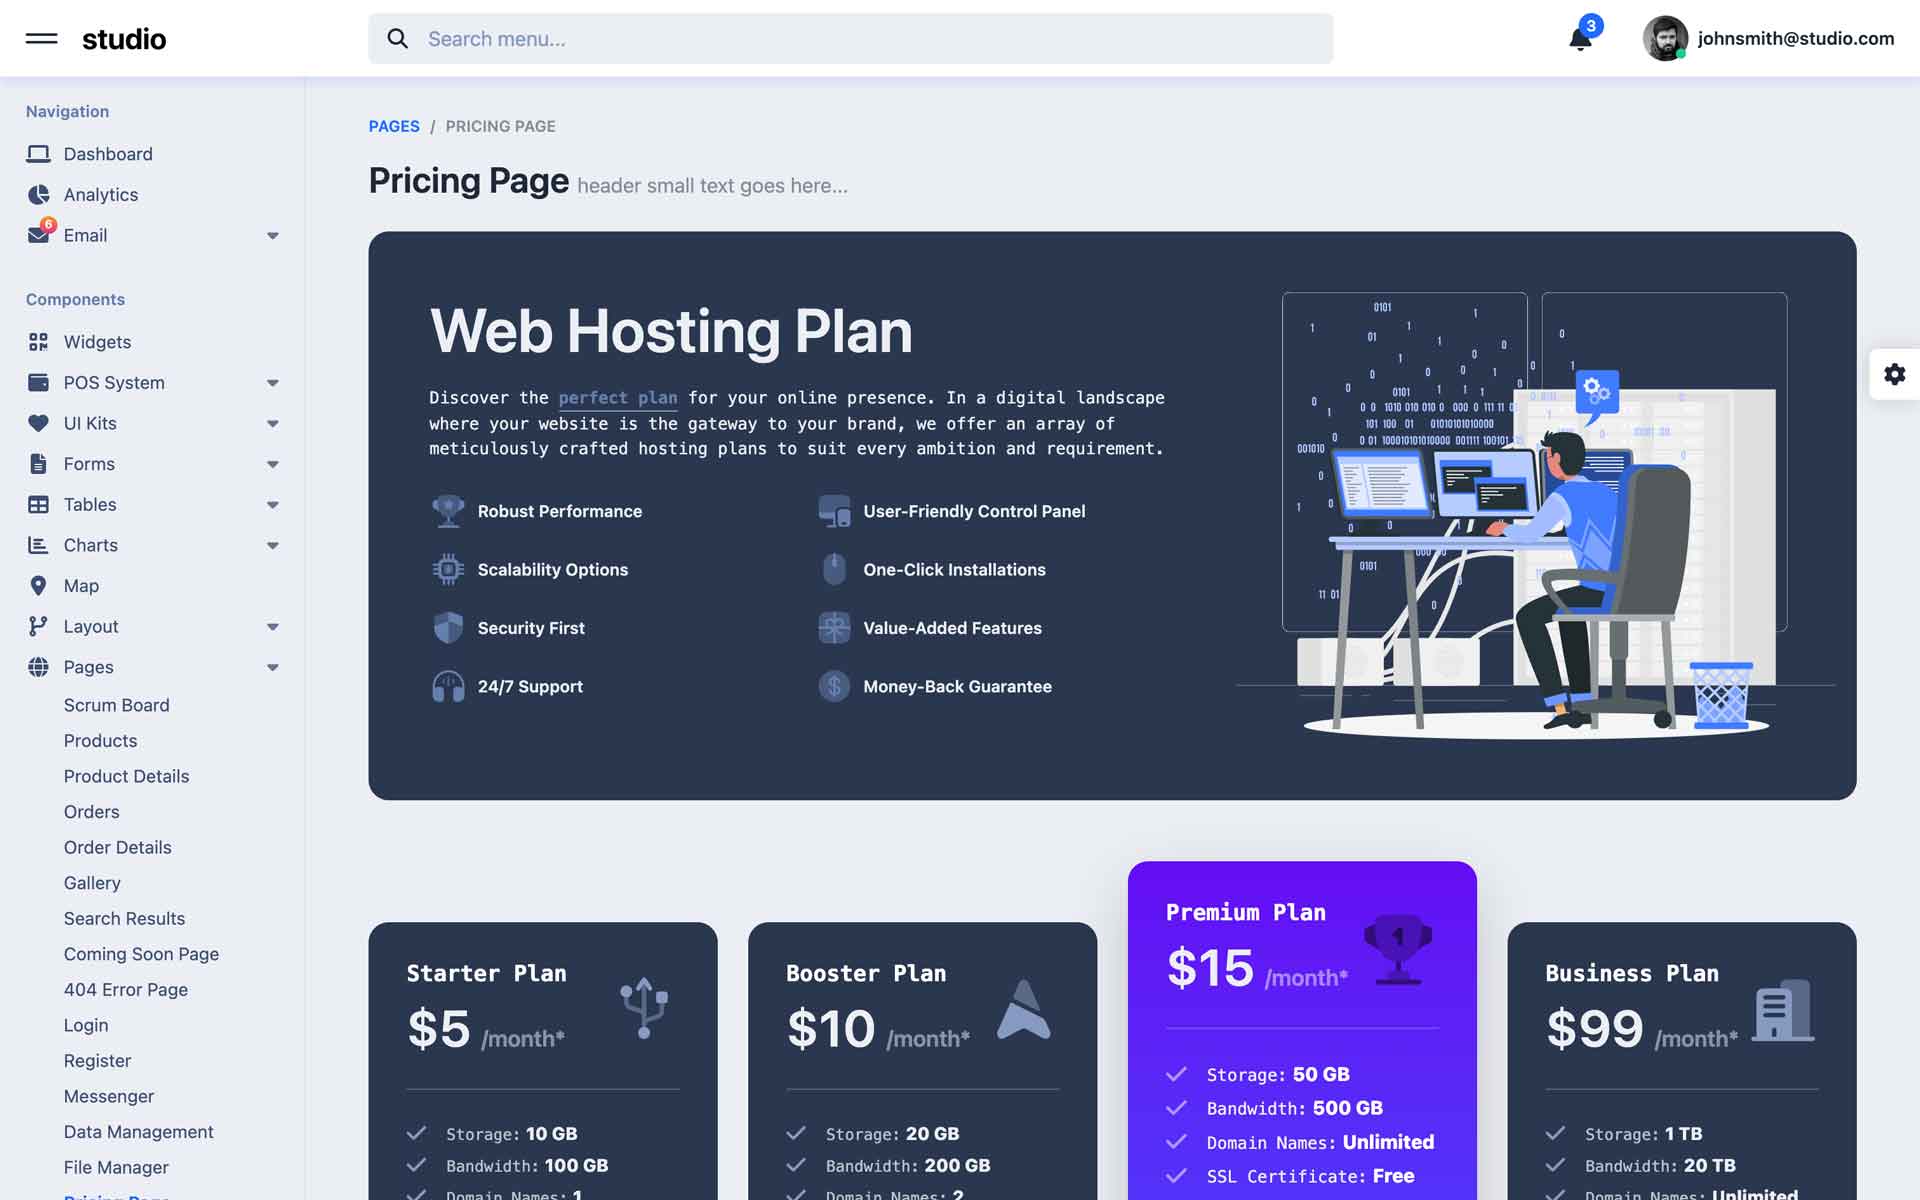 studio
Search menu...
3
johnsmith@studio.com
Navigation
Dashboard
Analytics
6
Email
Components
Widgets
POS System
UI Kits
Forms
Tables
Charts
Map
Layout
Pages
Scrum Board
Products
Product Details
Orders
Order Details
Gallery
Search Results
Coming Soon Page
404 Error Page
Login
Register
Messenger
Data Management
File Manager
Pricing Page
PAGES / PRICING PAGE
Pricing Page header small text goes here...
Web Hosting Plan
Discover the perfect plan for your online presence. In a digital landscape
where your website is the gateway to your brand, we offer an array of
meticulously crafted hosting plans to suit every ambition and requirement.
Robust Performance
User-Friendly Control Panel
Scalability Options
One-Click Installations
Security First
Value-Added Features
24/7 Support
Money-Back Guarantee
Starter Plan
$5 /month*
Storage: 10 GB
Bandwidth: 100 GB
Domain Names: 1
Booster Plan
$10 /month*
Storage: 20 GB
Bandwidth: 200 GB
Domain Names: 2
Premium Plan
1
$15 /month*
Storage: 50 GB
Bandwidth: 500 GB
Domain Names: Unlimited
SSL Certificate: Free
Business Plan
$99 /month*
Storage: 1 TB
Bandwidth: 20 TB
Domain Names: Unlimited